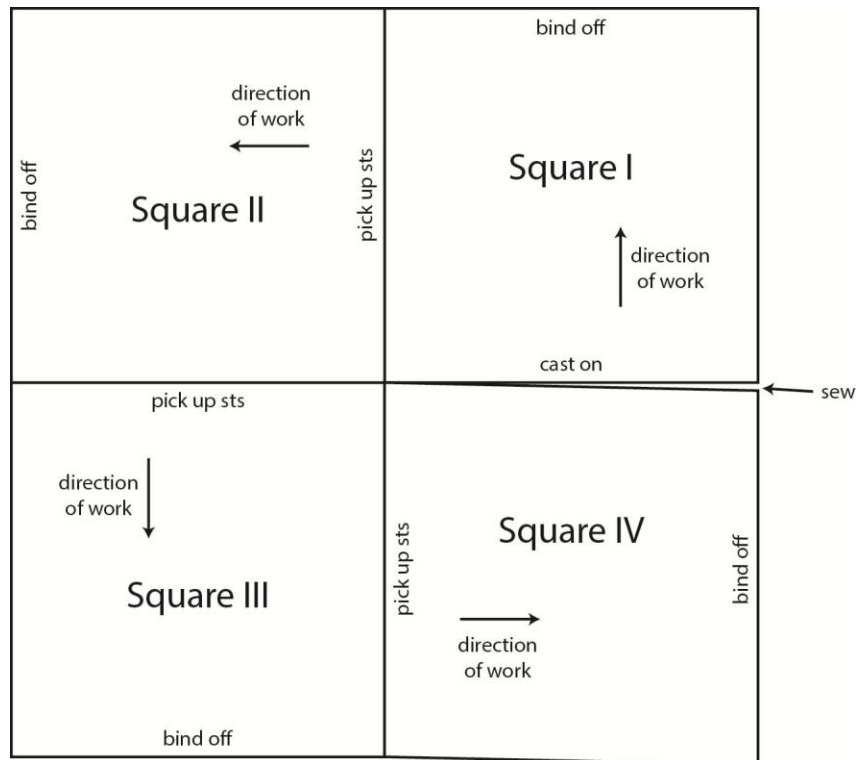 bind off
direction
of work
bind off
Square II
pick up sts
Square I
direction
of work
cast on
sew
pick up sts
direction
of work
Square III
bind off
pick up sts
Square IV
bind off
direction
of work